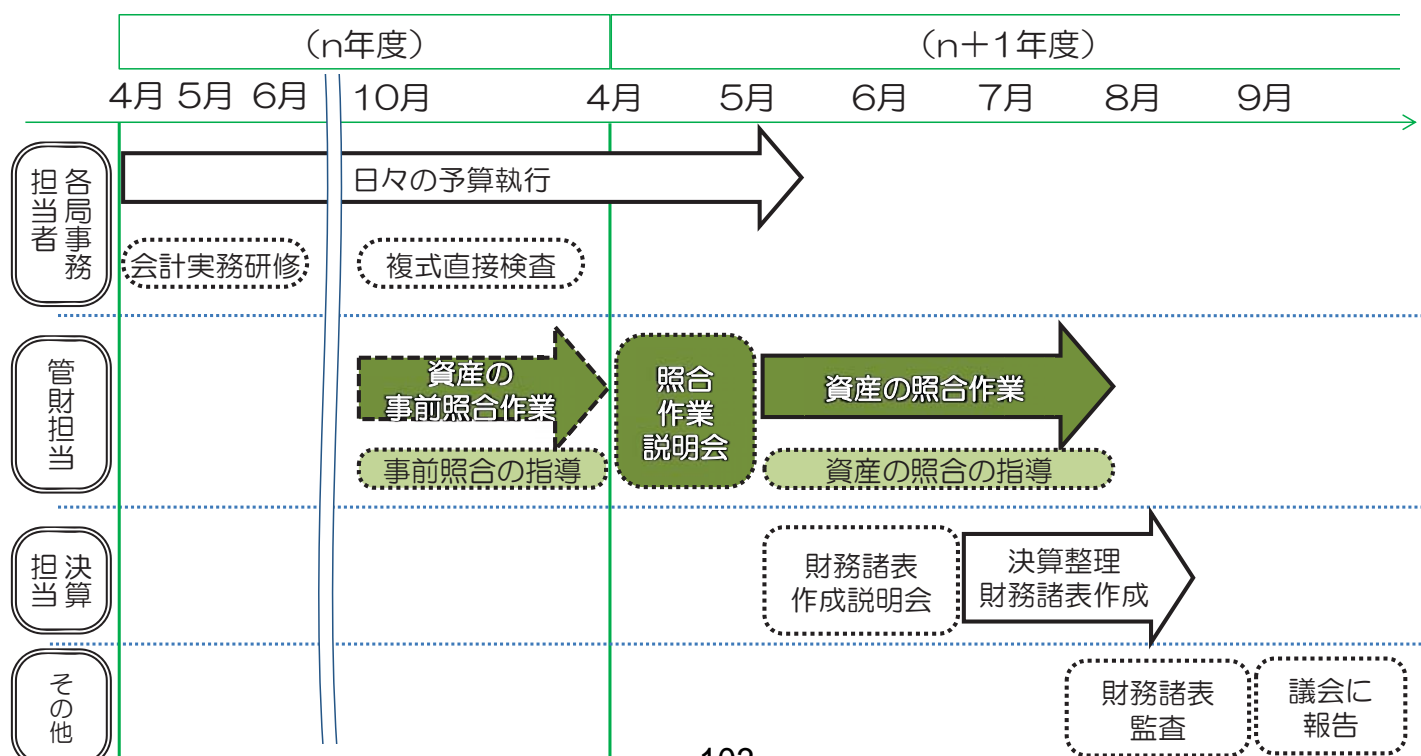 （n年度）
（n＋1年度）
4月 5月 6月 10月 4月 5月 6月 7月 8月 9月
各局事務
担当者
日々の予算執行
会計実務研修
複式直接検査
管財担当
資産の
事前照合作業
事前照合の指導
照合
作業
説明会
資産の照合作業
資産の照合の指導
決算
担当
財務諸表
作成説明会
決算整理
財務諸表作成
その他
財務諸表
監査
議会に
報告